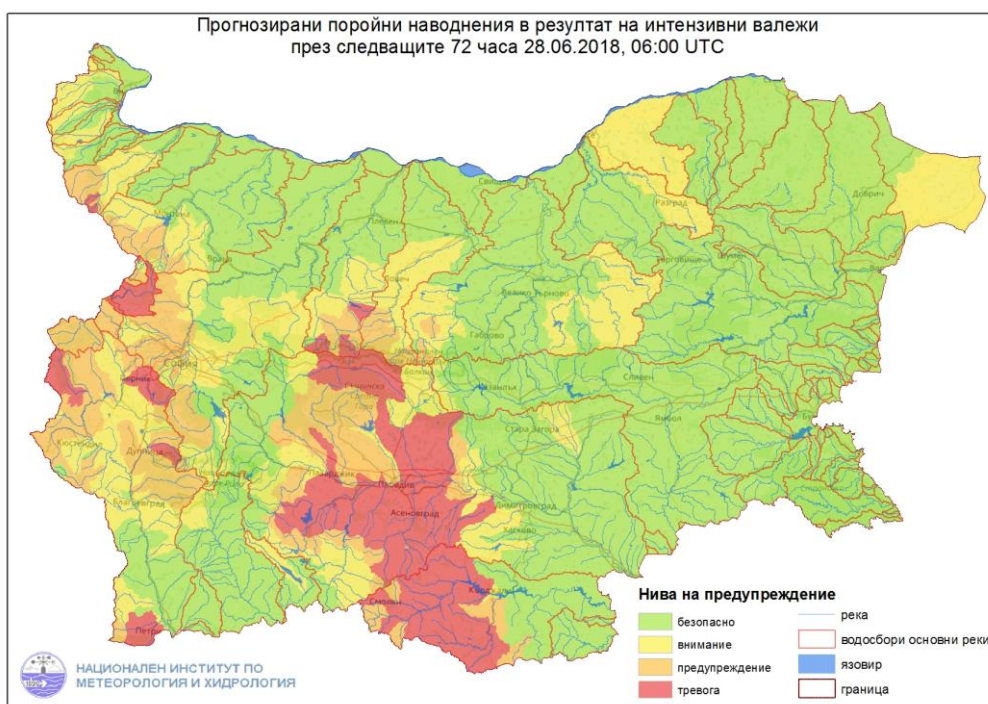 Прогнозирани поройни наводнения в резултат на интензивни валежи
през следващите 72 часа 28.06.2018, 06:00 UTC
Свищов
Добрич
Разград
Плевен
Враца
Търговище
Шумен
Велико Търново
Габрово
СОФИЯ
Перник
Казанлък
Сливен
Ямбол
Стара Загора
Кюстендил
Дупница
Пазарджик
Пловдив
Асеновград
Димитровград
Хасково
Благоевград
Смолян
Нива на предупреждение
безопасно
внимание
предупреждение
тревога
река
водосбори основни реки
язовир
граница
НАЦИОНАЛЕН ИНСТИТУТ ПО
МЕТЕОРОЛОГИЯ И ХИДРОЛОГИЯ